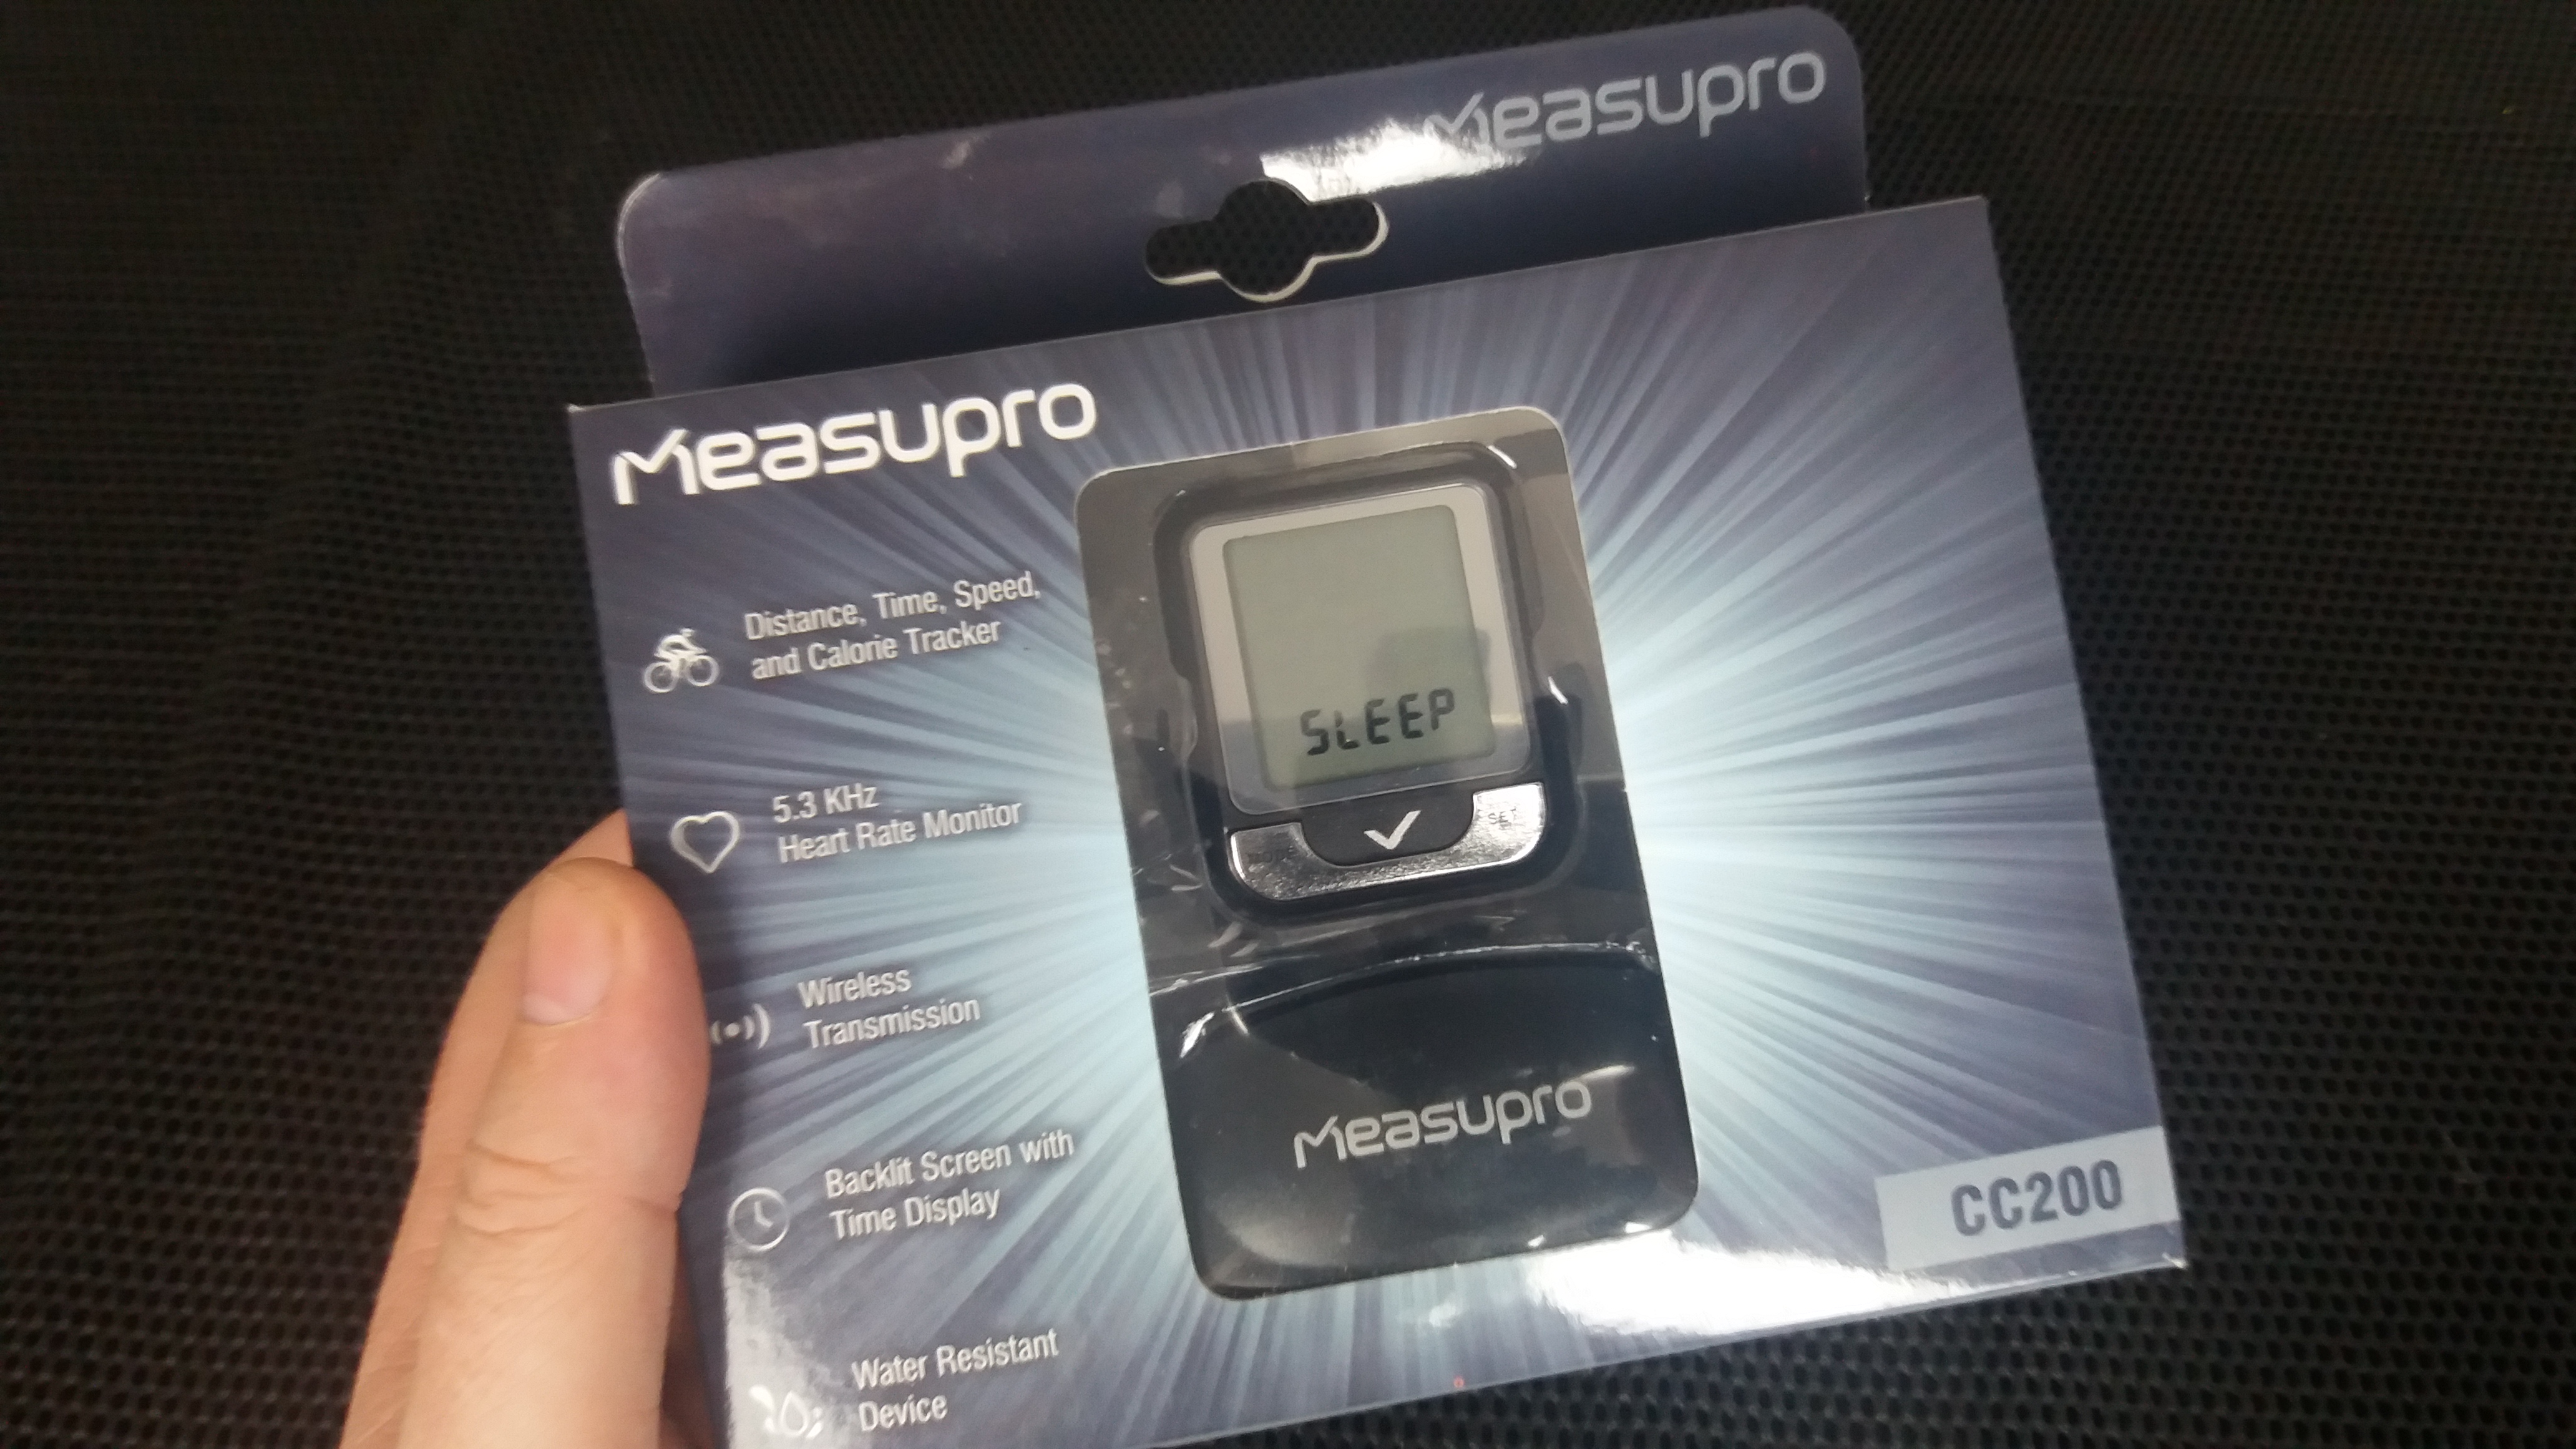 Measupro
Measupro
Distance, Time, Speed,
and Calorie Tracker
5.3 KHz
Heart Rate Monitor
Wireless
Transmission
Backlit Screen with
Time Display
Water Resistant
Device
SLEEP
SET
Measupro
CC200